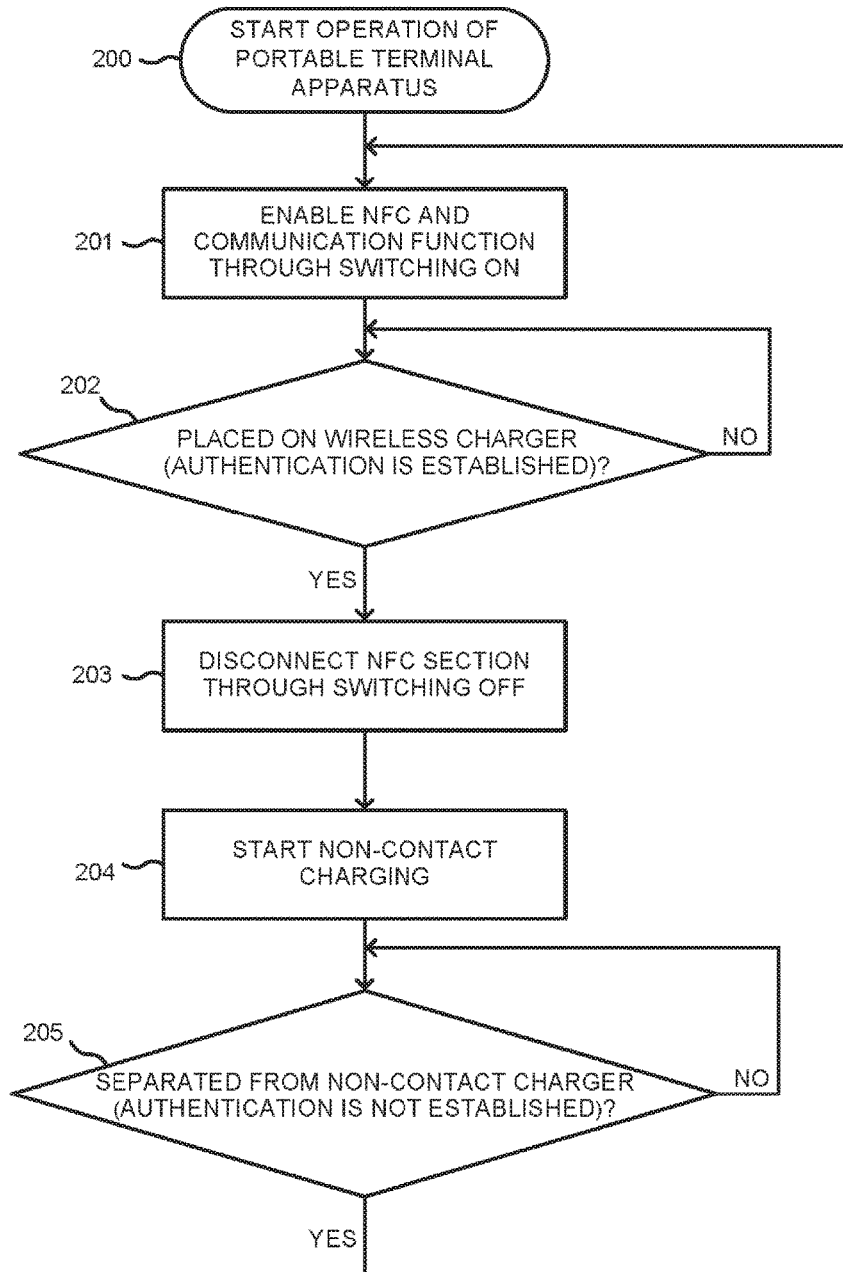 START OPERATION OF
PORTABLE TERMINAL
APPARATUS
200
ENABLE NFC AND
COMMUNICATION FUNCTION
THROUGH SWITCHING ON
201
202
PLACED ON WIRELESS CHARGER
(AUTHENTICATION IS ESTABLISHED)?
NO
YES
DISCONNECT NFC SECTION
THROUGH SWITCHING OFF
203
START NON-CONTACT
CHARGING
204
205
SEPARATED FROM NON-CONTACT CHARGER
(AUTHENTICATION IS NOT ESTABLISHED)?
NO
YES